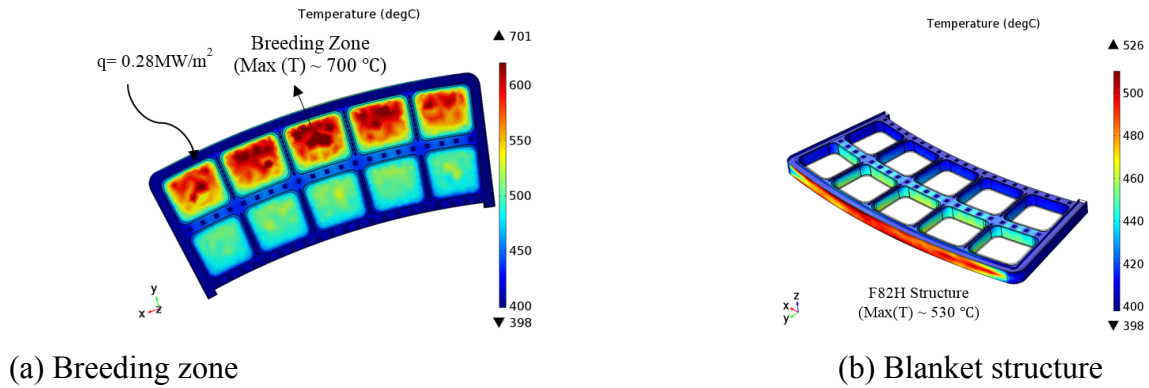 Temperature (degC)
▲ 701
q= 0.28MW/m²
Breeding Zone
(Max (T) ~ 700 ℃)
600
550
500
450
400
▼ 398
y
x
z
(a) Breeding zone
Temperature (degC)
▲ 526
500
480
460
440
420
400
▼ 398
F82H Structure
(Max(T) ~ 530 ℃)
z
x
y
(b) Blanket structure